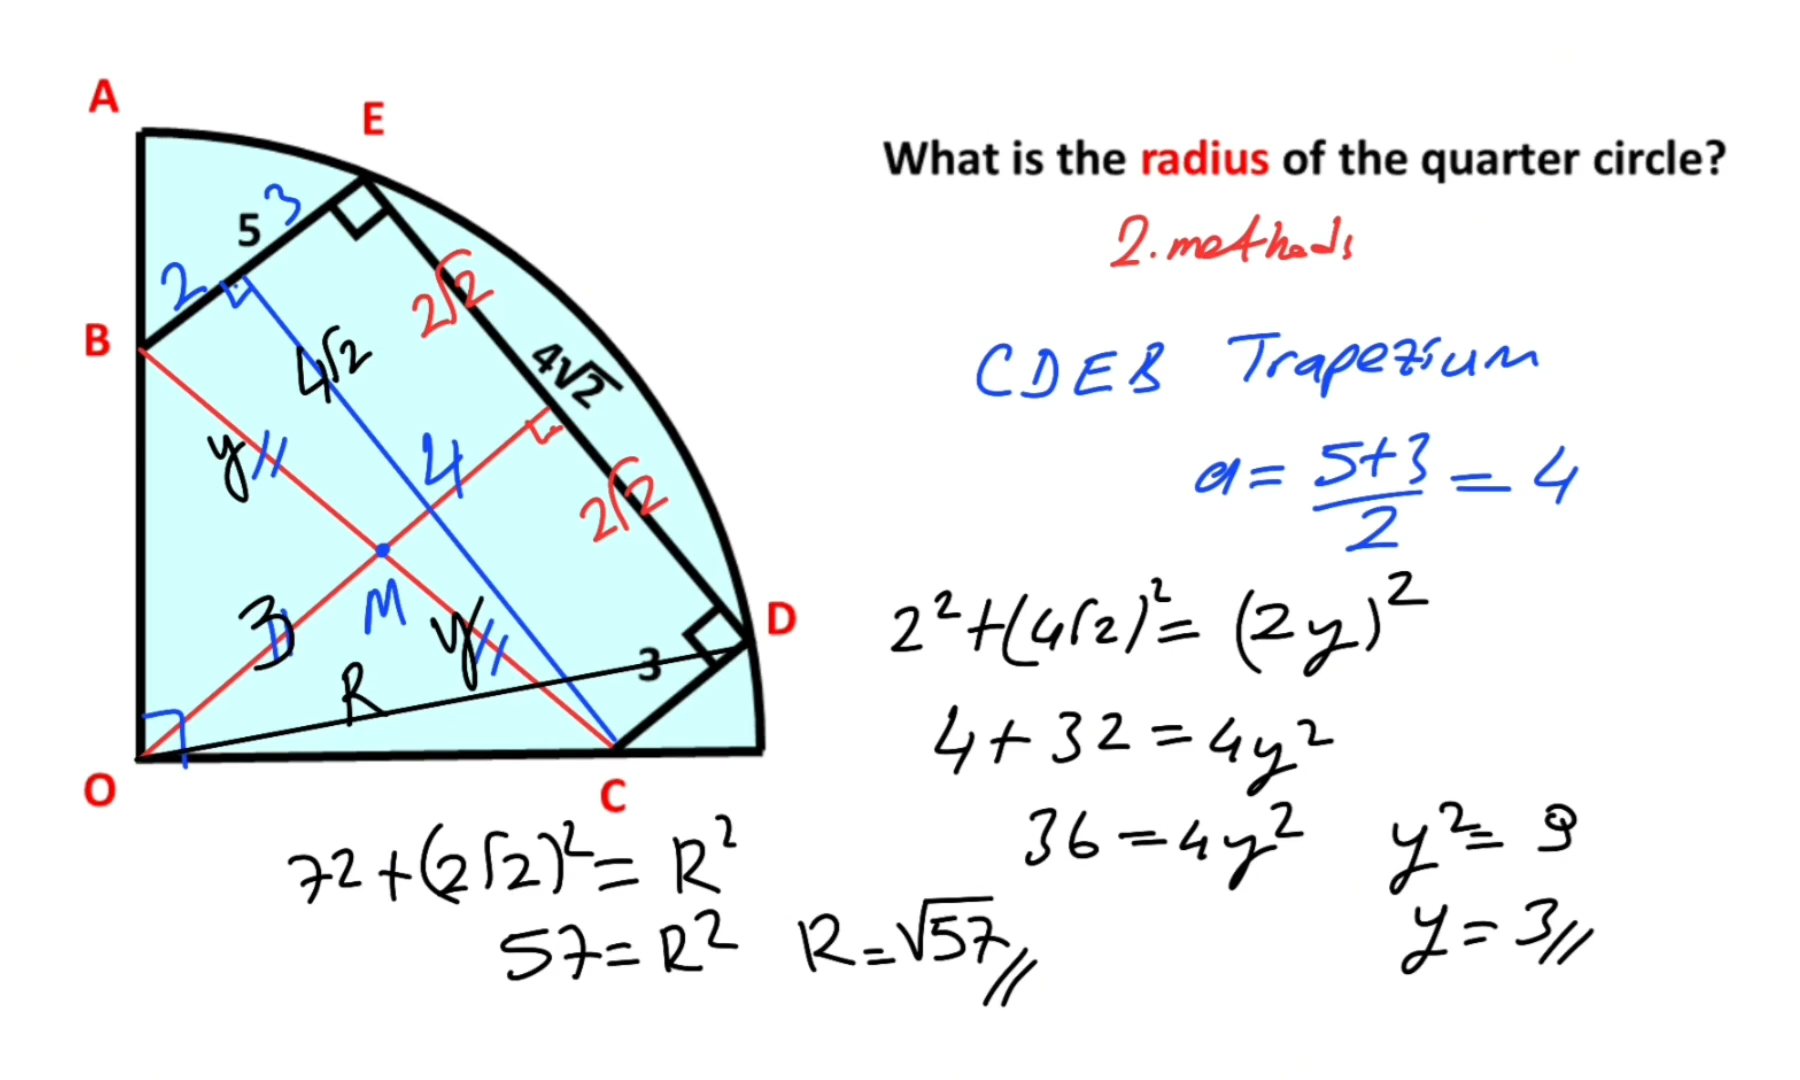 What is the radius of the quarter circle?
2.methods
A
E
5
3
2
B
4√2
2√2
4√2
CDEB Trapezium
y
4
2√2
a = 5+3/2 = 4
M
3
y
D
3
R
2² + (4√2)² = (2y)²
O
C
4 + 32 = 4y²
36 = 4y² y² = 9
y = 3//
72 + (2√2)² = R²
57 = R² R = √57//